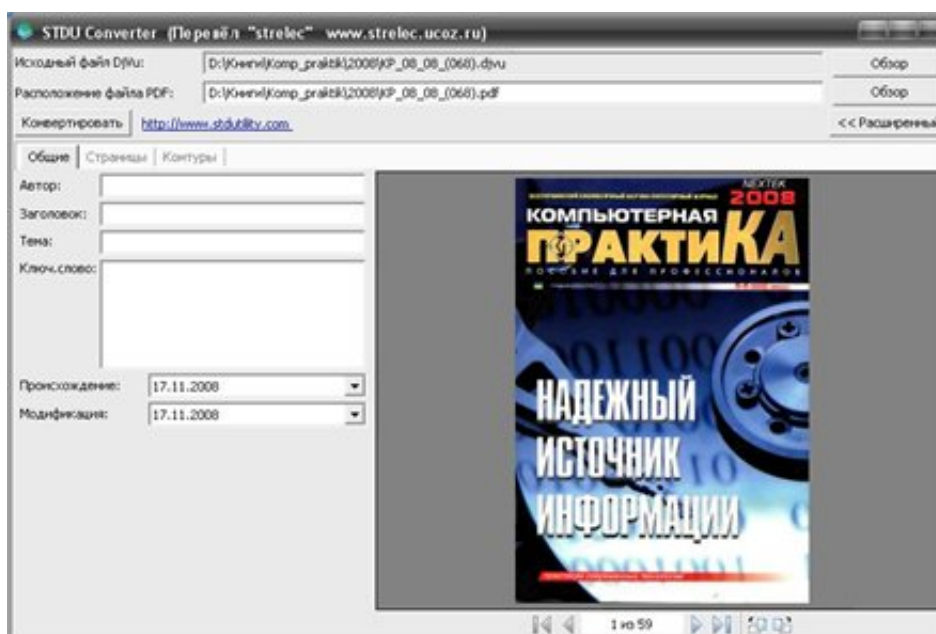 STDU Converter (Перевёл "strelec" www.strelec.ucoz.ru)
Исходный файл DjVu: D:\Книги\Komp_praktik\2008\KP_08_08_(068).djvu Обзор
Расположение файла PDF: D:\Книги\Komp_praktik\2008\KP_08_08_(068).pdf Обзор
Конвертировать http://www.stdutility.com << Расширенный
Общие Страницы Контуры
Автор:
Заголовок:
Тема:
Ключ.слово:
Происхождение: 17.11.2008
Модификация: 17.11.2008
NEXTEK
2008
КОМПЬЮТЕРНАЯ
ПРАКТИКА
ПОСОБИЕ ДЛЯ ПРОФЕССИОНАЛОВ
НАДЕЖНЫЙ
ИСТОЧНИК
ИНФОРМАЦИИ
1 из 59